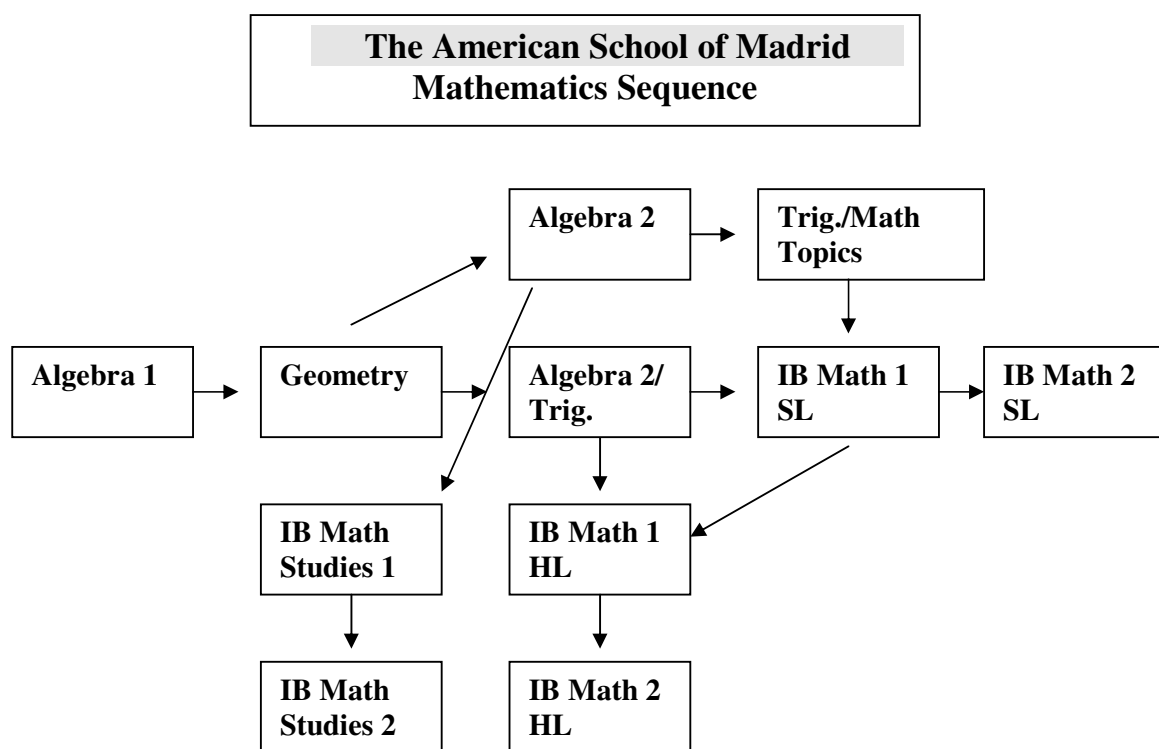 The American School of Madrid
Mathematics Sequence
Algebra 2
Trig./Math
Topics
Algebra 1
Geometry
Algebra 2/
Trig.
IB Math 1
SL
IB Math 2
SL
IB Math
Studies 1
IB Math 1
HL
IB Math
Studies 2
IB Math 2
HL